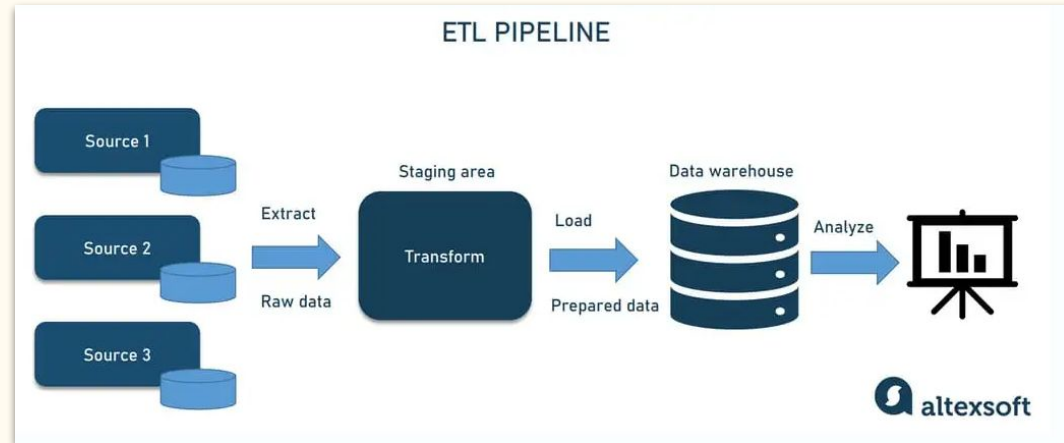 ETL PIPELINE
Source 1
Source 2
Source 3
Extract
Raw data
Staging area
Transform
Load
Prepared data
Data warehouse
Analyze
altexsoft